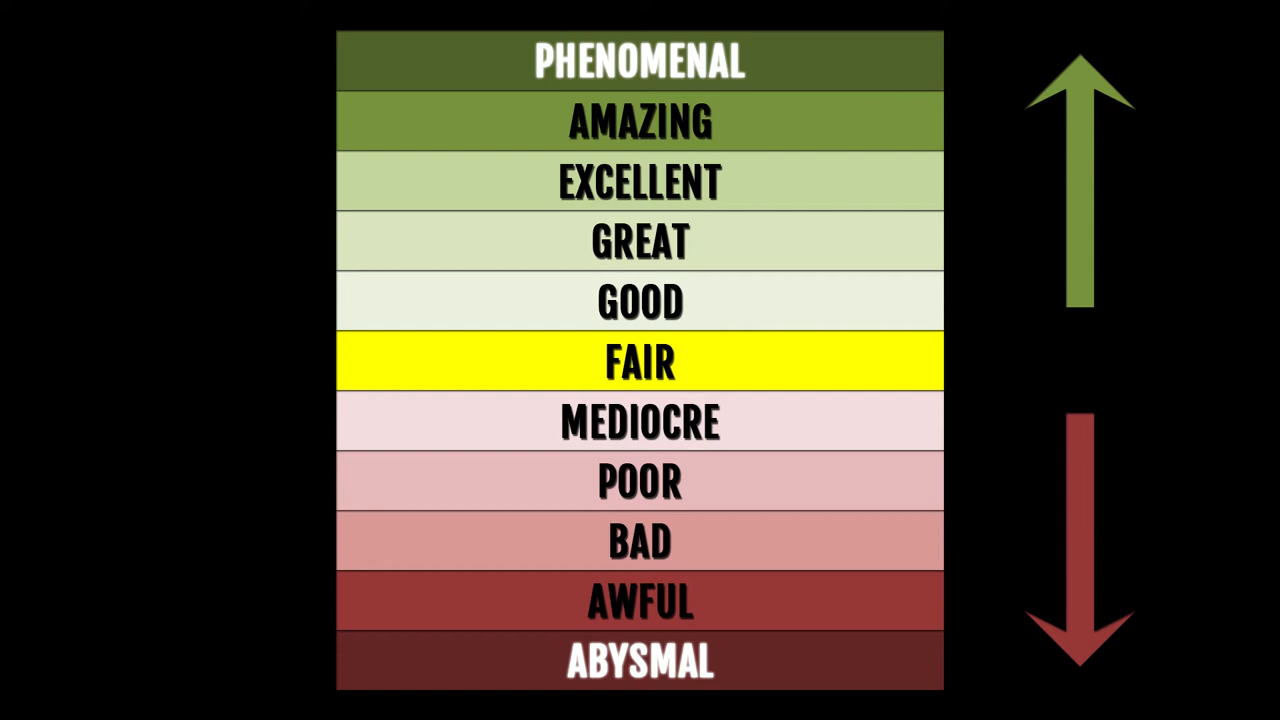 PHENOMENAL
AMAZING
EXCELLENT
GREAT
GOOD
FAIR
MEDIOCRE
POOR
BAD
AWFUL
ABYSMAL